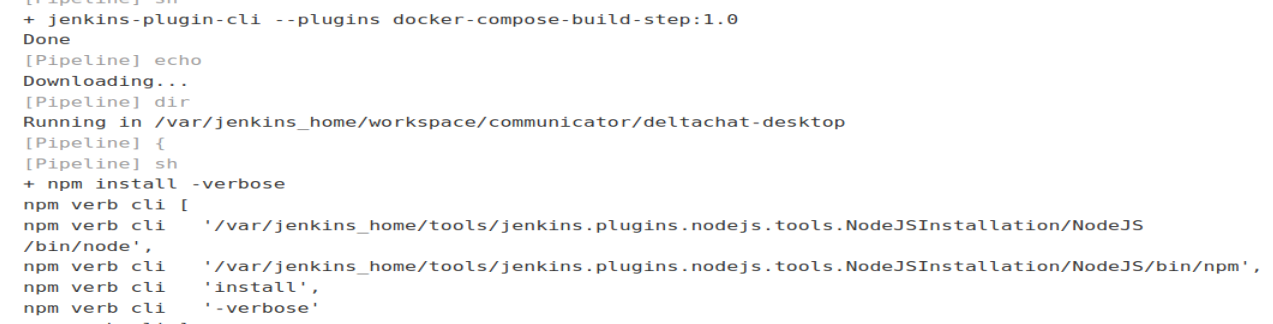 [Pipeline] sh
+ jenkins-plugin-cli --plugins docker-compose-build-step:1.0
Done
[Pipeline] echo
Downloading...
[Pipeline] dir
Running in /var/jenkins_home/workspace/communicator/deltachat-desktop
[Pipeline] {
[Pipeline] sh
+ npm install -verbose
npm verb cli [
npm verb cli   '/var/jenkins_home/tools/jenkins.plugins.nodejs.tools.NodeJSInstallation/NodeJS
/bin/node',
npm verb cli   '/var/jenkins_home/tools/jenkins.plugins.nodejs.tools.NodeJSInstallation/NodeJS/bin/npm',
npm verb cli   'install',
npm verb cli   '-verbose'